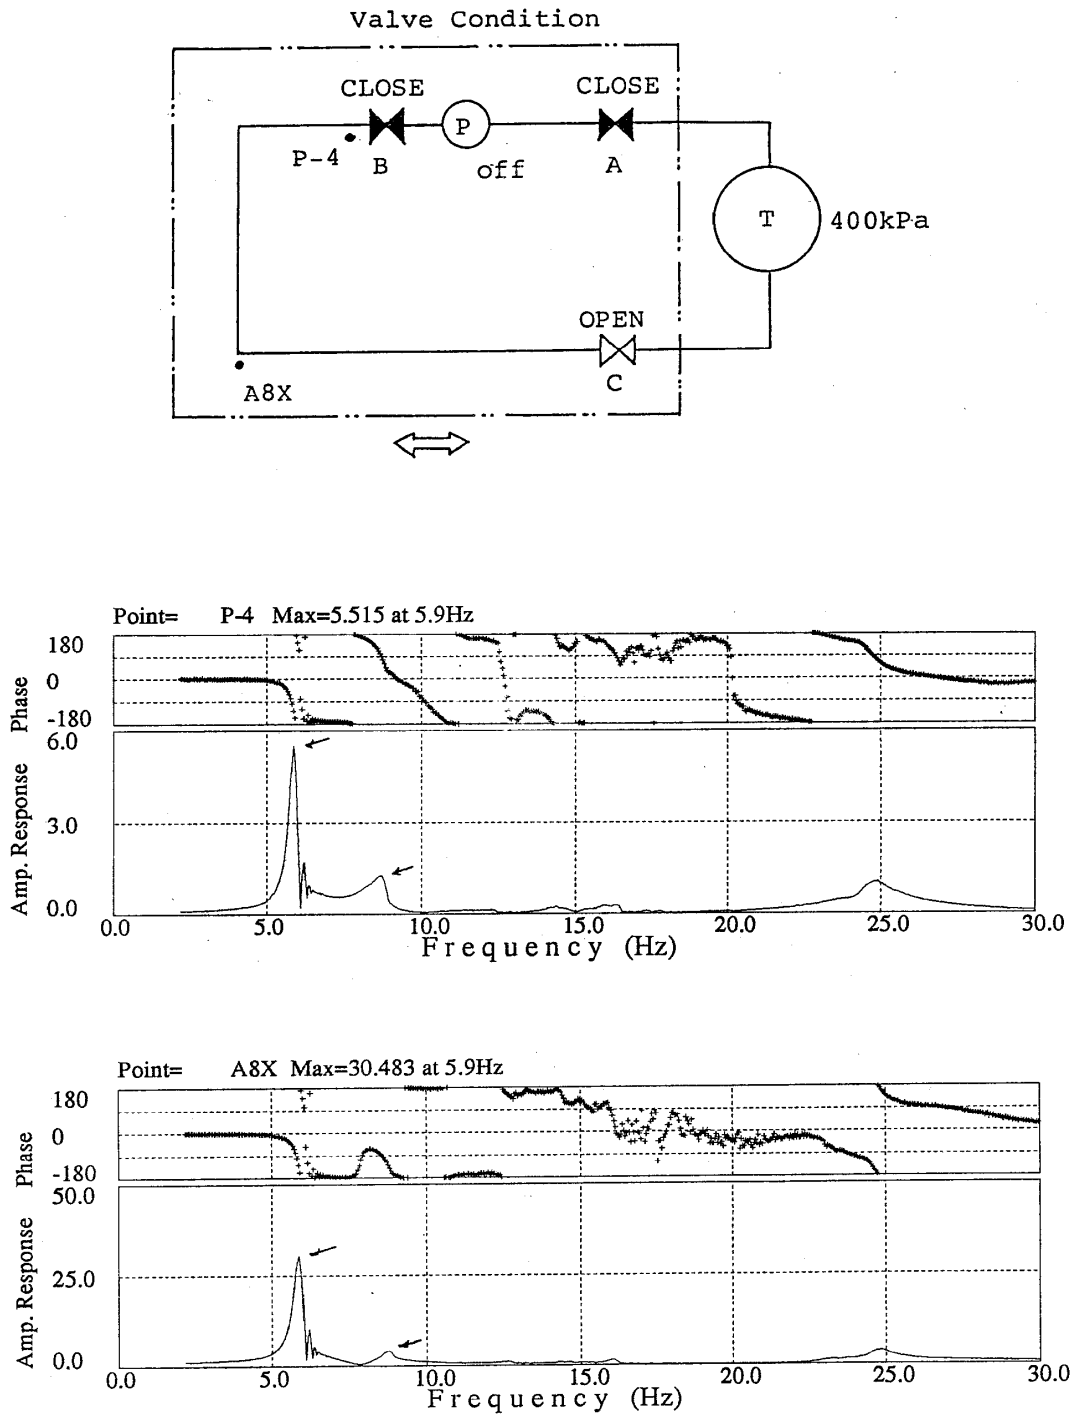 Valve Condition
CLOSE CLOSE
P
P-4 B off A
T 400kPa
OPEN
C
A8X
Point= P-4 Max=5.515 at 5.9Hz
Phase
180
0
-180
Amp. Response
6.0
3.0
0.0
0.0 5.0 10.0 15.0 20.0 25.0 30.0
Frequency (Hz)
Point= A8X Max=30.483 at 5.9Hz
Phase
180
0
-180
Amp. Response
50.0
25.0
0.0
0.0 5.0 10.0 15.0 20.0 25.0 30.0
Frequency (Hz)